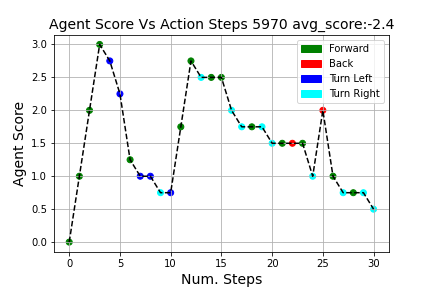 Agent Score Vs Action Steps 5970 avg_score:-2.4
Agent Score
3.0
2.5
2.0
1.5
1.0
0.5
0.0
Forward
Back
Turn Left
Turn Right
0 5 10 15 20 25 30
Num. Steps